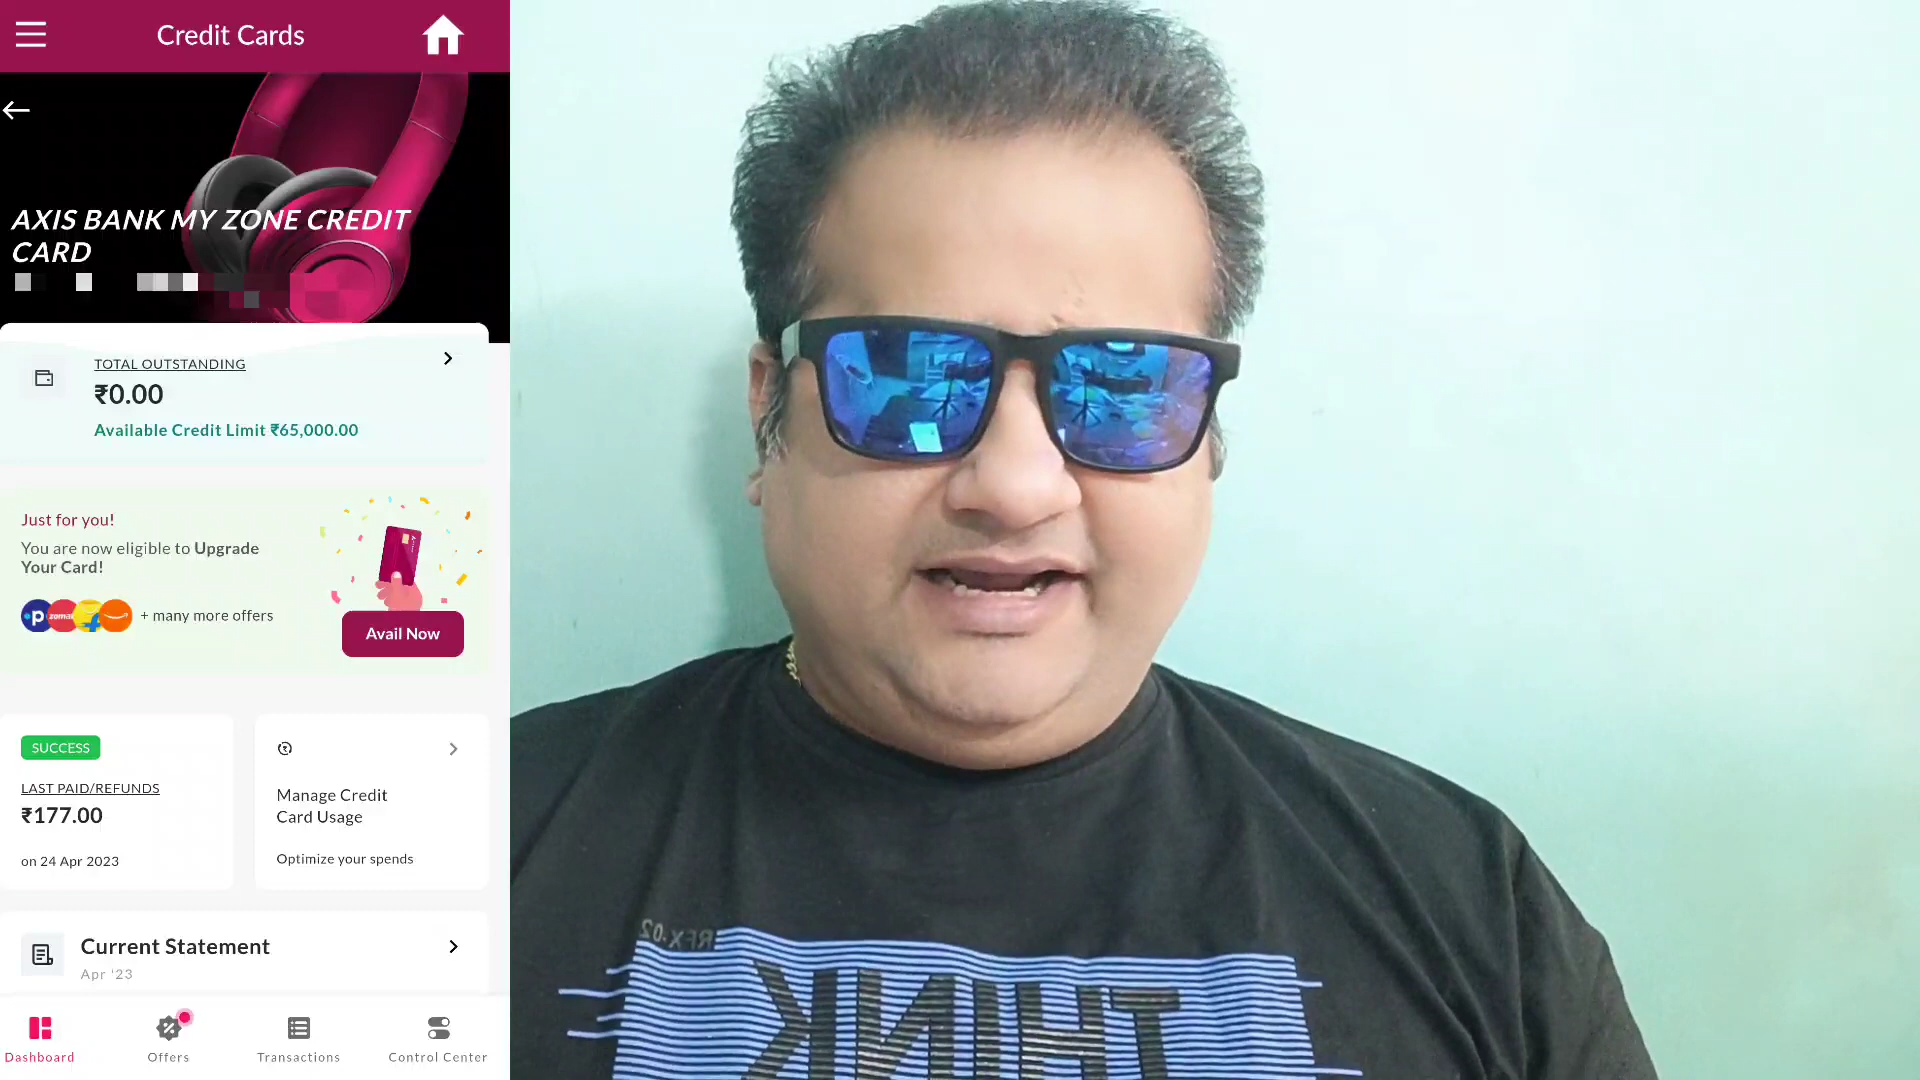 Credit Cards
AXIS BANK MY ZONE CREDIT
CARD
TOTAL OUTSTANDING
₹0.00
Available Credit Limit ₹65,000.00
Just for you!
You are now eligible to Upgrade
Your Card!
+ many more offers
Avail Now
SUCCESS
LAST PAID/REFUNDS
₹177.00
on 24 Apr 2023
Manage Credit
Card Usage
Optimize your spends
Current Statement
Apr '23
Dashboard
Offers
Transactions
Control Center
RFX-02
THINK